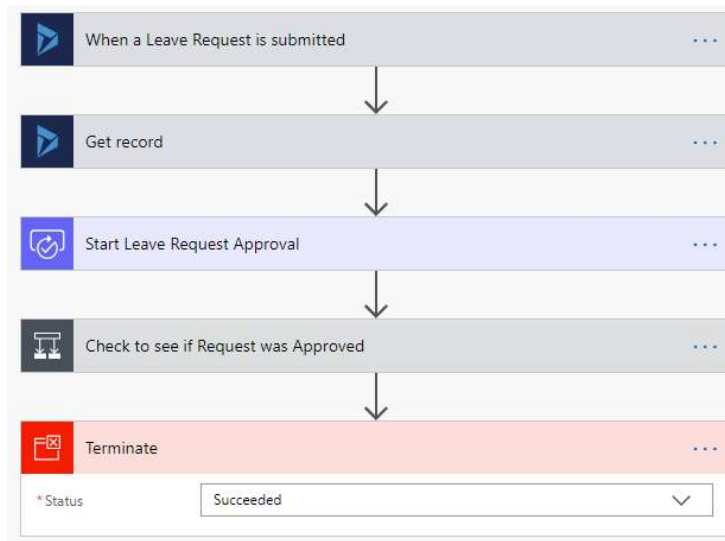 When a Leave Request is submitted
Get record
Start Leave Request Approval
Check to see if Request was Approved
Terminate
* Status Succeeded